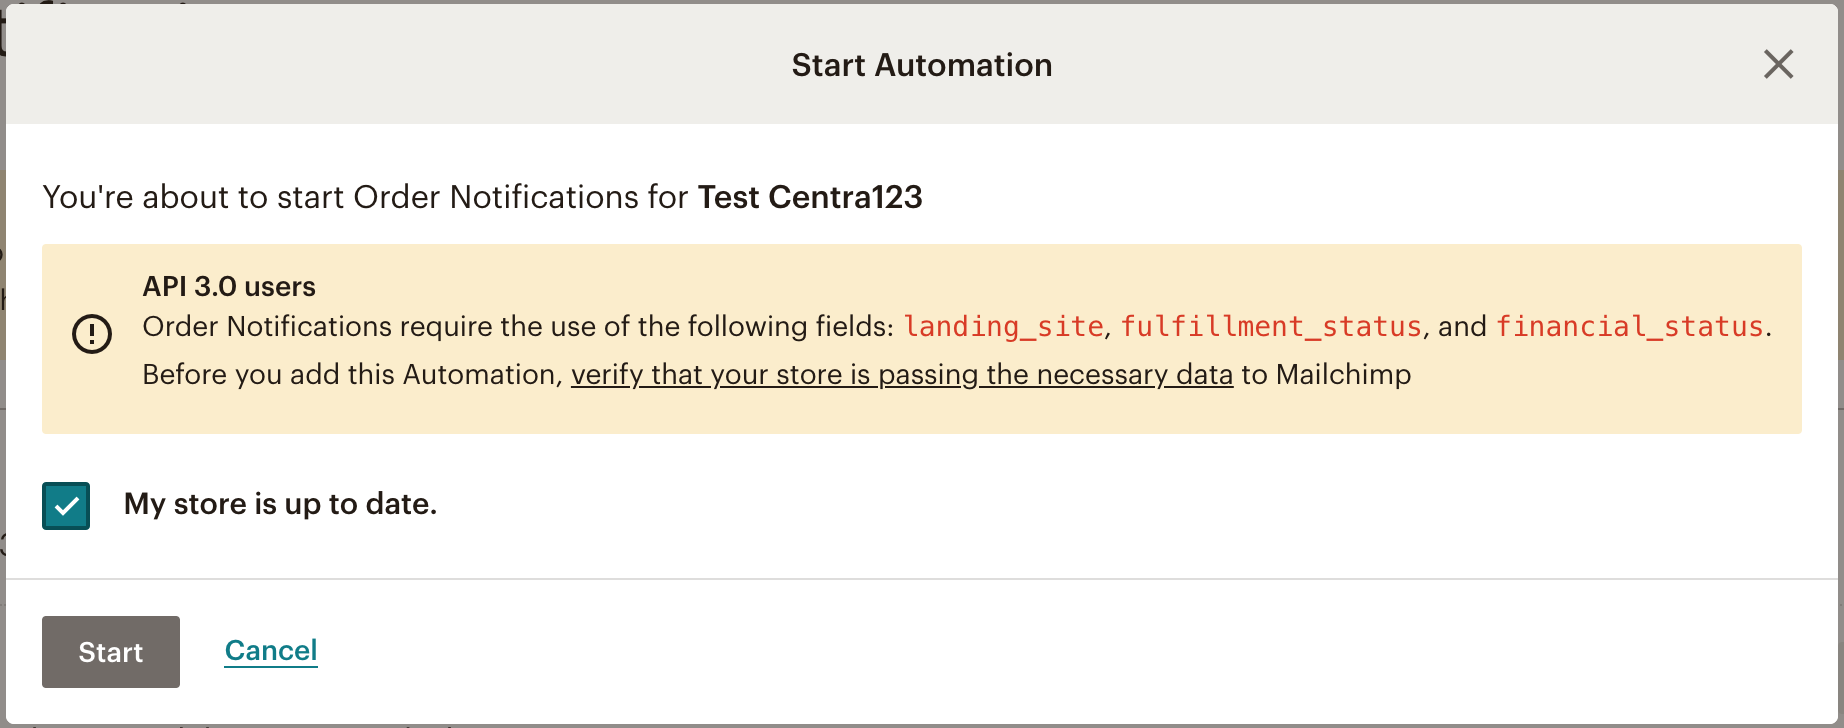 Start Automation
You're about to start Order Notifications for Test Centra123
API 3.0 users
Order Notifications require the use of the following fields: landing_site, fulfillment_status, and financial_status.
Before you add this Automation, verify that your store is passing the necessary data to Mailchimp
My store is up to date.
Start
Cancel